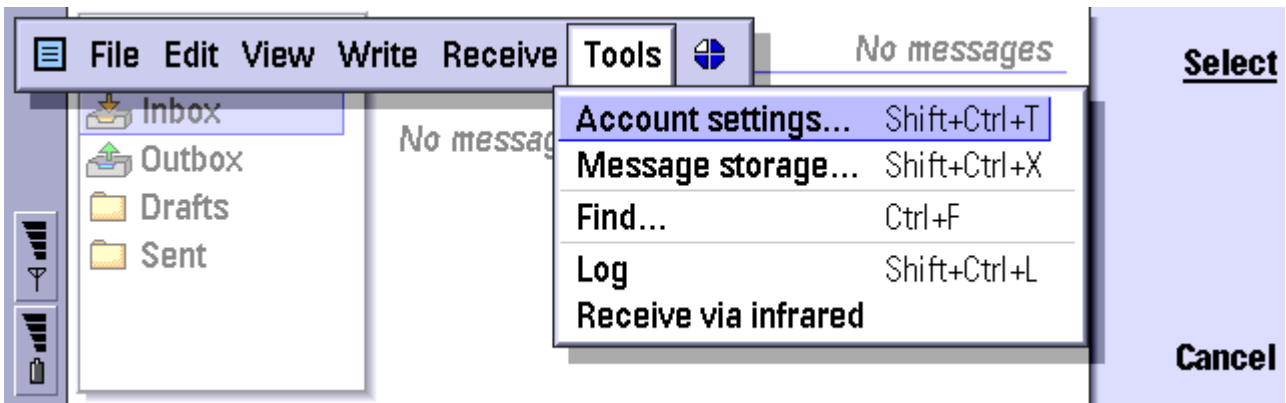 File Edit View Write Receive Tools
No messages
Select
Inbox
No messag
Outbox
Drafts
Sent
Account settings... Shift+Ctrl+T
Message storage... Shift+Ctrl+X
Find... Ctrl+F
Log Shift+Ctrl+L
Receive via infrared
Cancel